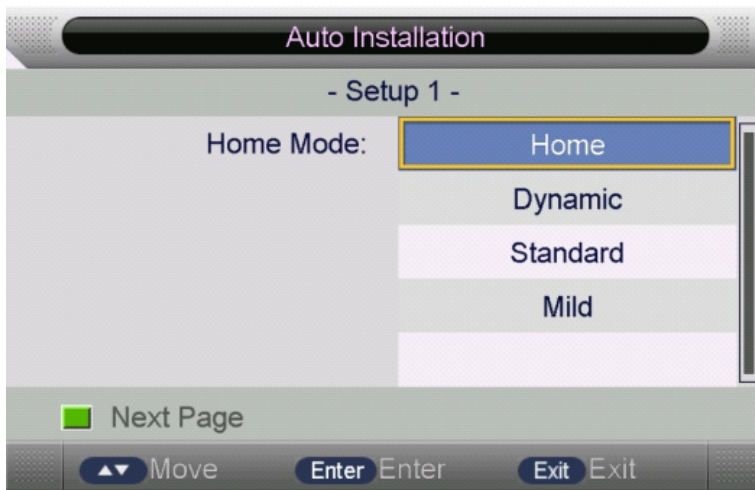 Auto Installation
- Setup 1 -
Home Mode: Home
Dynamic
Standard
Mild
Next Page
▲▼ Move Enter Enter Exit Exit